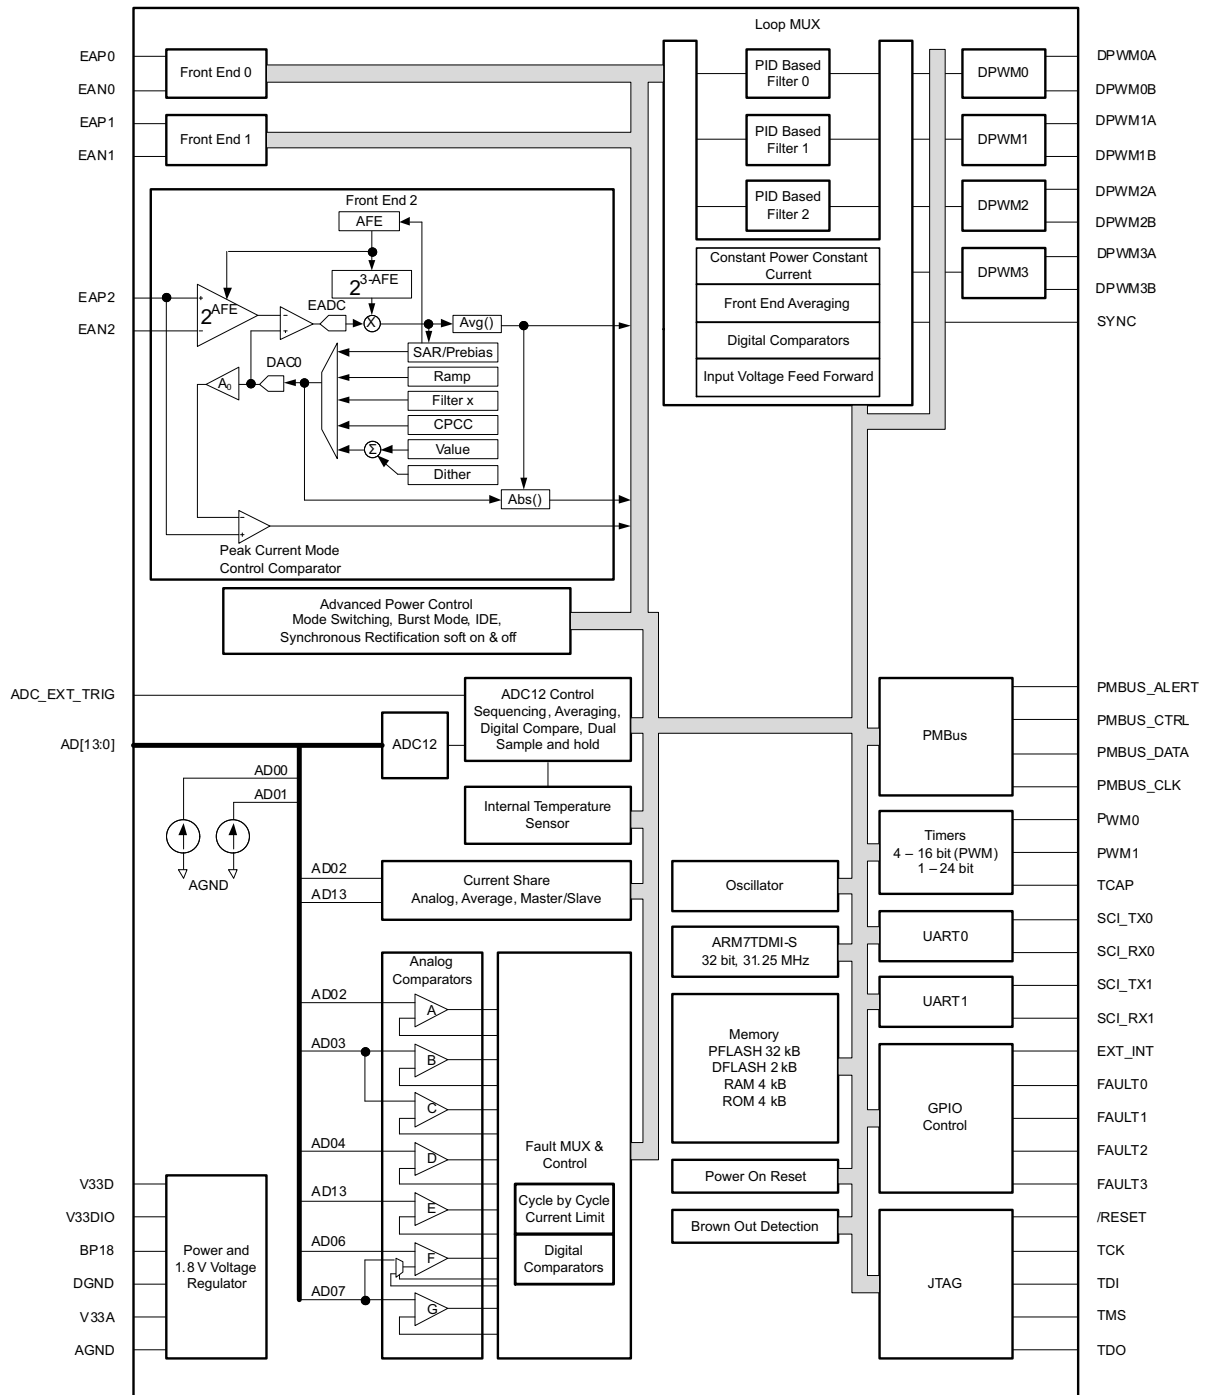 Loop MUX
EAP0
EAN0
EAP1
EAN1
Front End 0
Front End 1
PID Based
Filter 0
PID Based
Filter 1
PID Based
Filter 2
DPWM0
DPWM1
DPWM2
DPWM3
DPWM0A
DPWM0B
DPWM1A
DPWM1B
DPWM2A
DPWM2B
DPWM3A
DPWM3B
SYNC
Constant Power Constant
Current
Front End Averaging
Digital Comparators
Input Voltage Feed Forward
Front End 2
AFE
2^3-AFE
EAP2
EAN2
2^AFE
+
–
–
+
EADC
X
Avg()
DAC0
A0
SAR/Prebias
Ramp
Filter x
CPCC
Value
Dither
Σ
Abs()
–
+
Peak Current Mode
Control Comparator
Advanced Power Control
Mode Switching, Burst Mode, IDE,
Synchronous Rectification soft on & off
ADC_EXT_TRIG
AD[13:0]
ADC12
ADC12 Control
Sequencing, Averaging,
Digital Compare, Dual
Sample and hold
AD00
AD01
AGND
Internal Temperature
Sensor
AD02
AD13
Current Share
Analog, Average, Master/Slave
Analog
Comparators
AD02
AD03
AD04
AD13
AD06
AD07
A
B
C
D
E
F
G
Fault MUX &
Control
Cycle by Cycle
Current Limit
Digital
Comparators
V33D
V33DIO
BP18
DGND
V33A
AGND
Power and
1.8 V Voltage
Regulator
Oscillator
ARM7TDMI-S
32 bit, 31.25 MHz
Memory
PFLASH 32 kB
DFLASH 2 kB
RAM 4 kB
ROM 4 kB
Power On Reset
Brown Out Detection
PMBus
PMBUS_ALERT
PMBUS_CTRL
PMBUS_DATA
PMBUS_CLK
Timers
4 – 16 bit (PWM)
1 – 24 bit
PWM0
PWM1
TCAP
UART0
SCI_TX0
SCI_RX0
UART1
SCI_TX1
SCI_RX1
GPIO
Control
EXT_INT
FAULT0
FAULT1
FAULT2
FAULT3
JTAG
/RESET
TCK
TDI
TMS
TDO